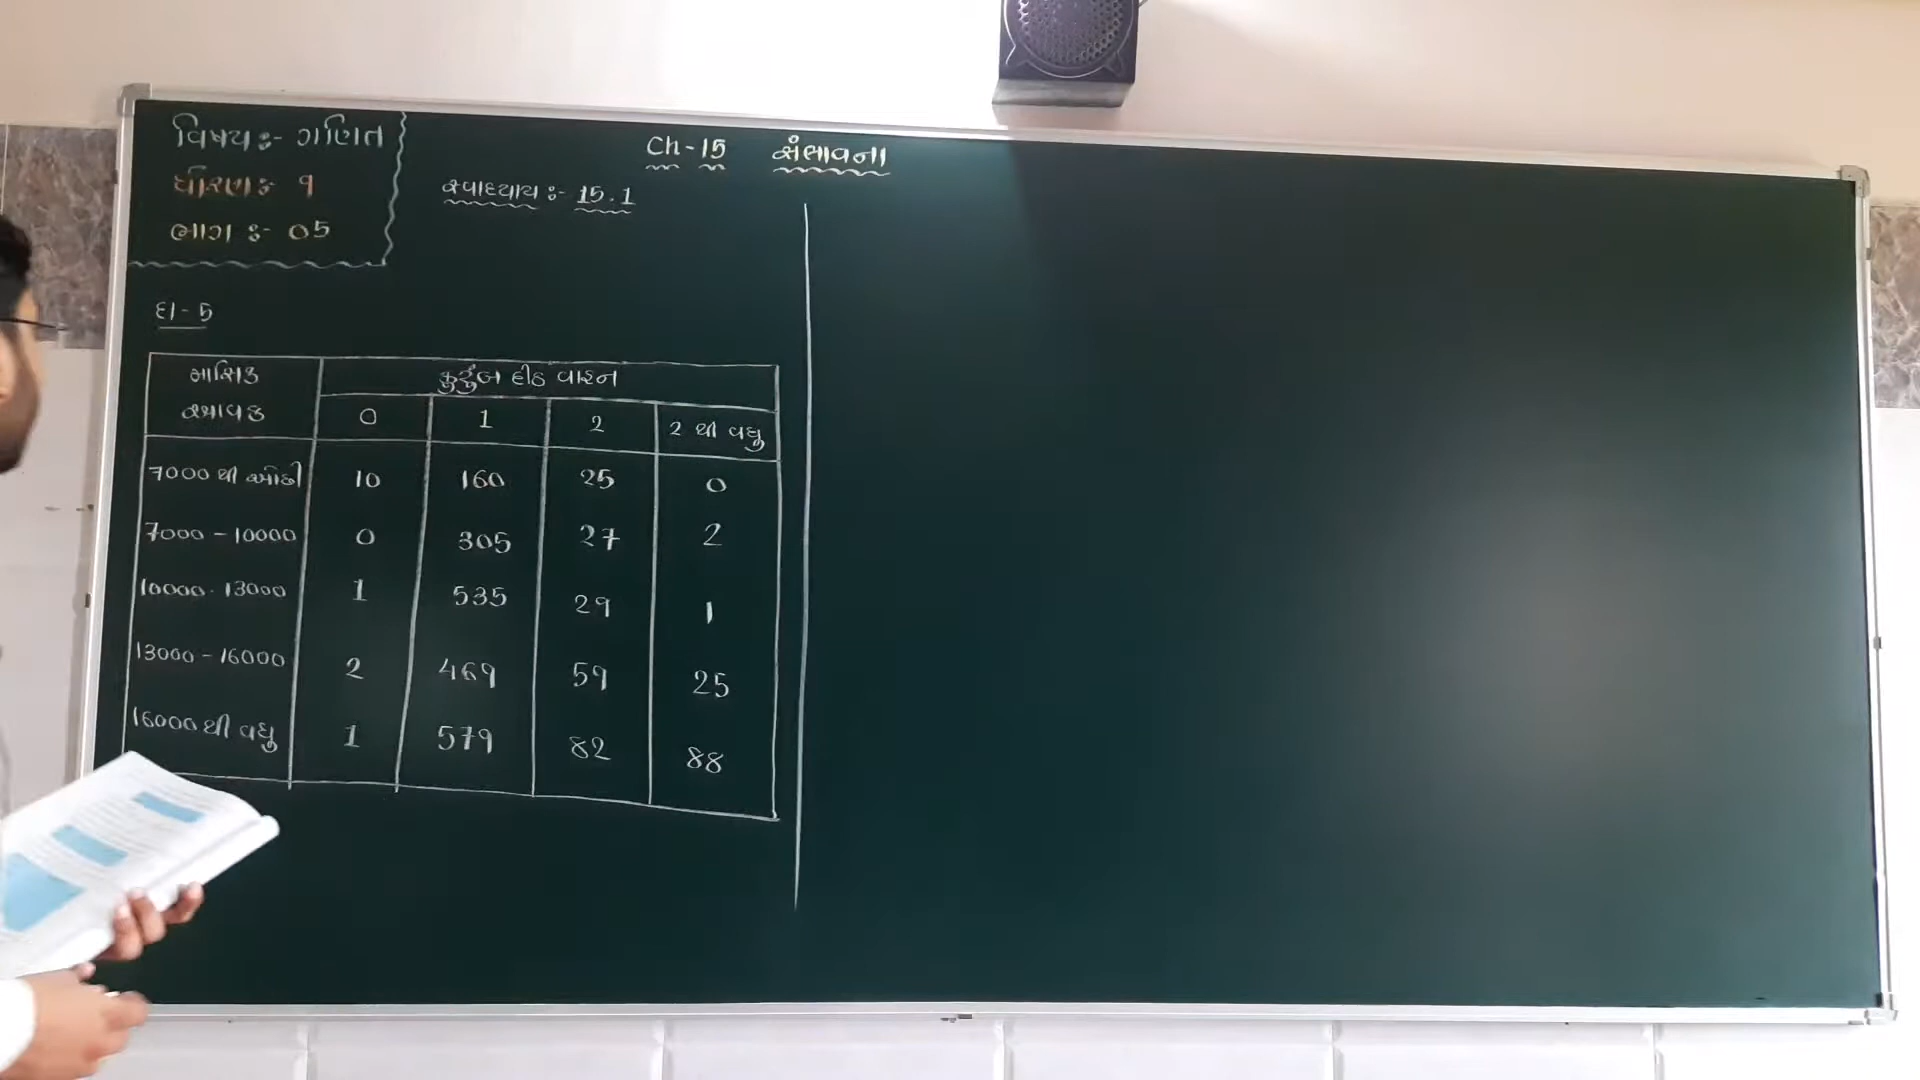 વિષય :- ગણિત
ધોરણ :- 9
ભાગ :- 05
Ch - 15 સંભાવના
સ્વાધ્યાય :- 15.1
દા - 5
માસિક આવક
કુટુંબ દીઠ વાહન
0 1 2 2 થી વધુ
7000 થી ઓછી 10 160 25 0
7000 - 10000 0 305 27 2
10000 - 13000 1 535 29 1
13000 - 16000 2 469 59 25
16000 થી વધુ 1 579 82 88